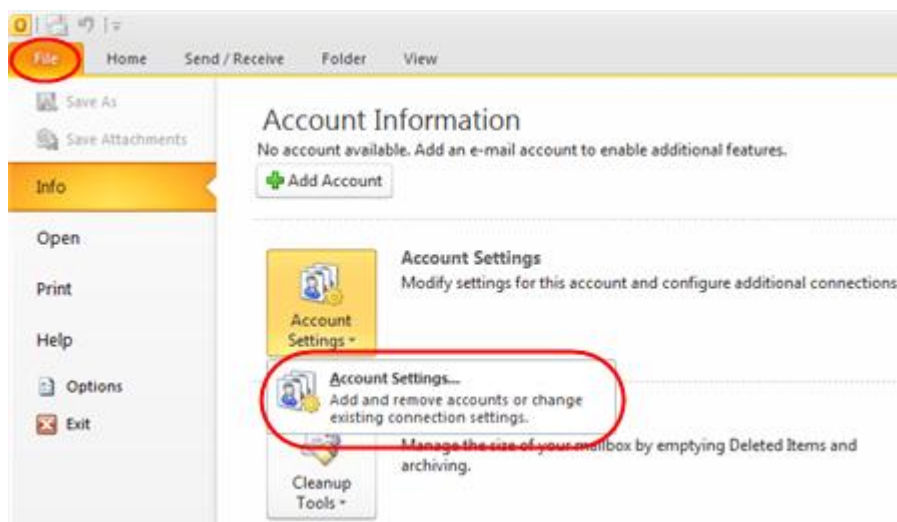 File Home Send / Receive Folder View
Save As
Save Attachments
Info
Open
Print
Help
Options
Exit
Account Information
No account available. Add an e-mail account to enable additional features.
Add Account
Account Settings
Modify settings for this account and configure additional connections
Account
Settings
Account Settings...
Add and remove accounts or change
existing connection settings.
Manage the size of your mailbox by emptying Deleted Items and
archiving.
Cleanup
Tools